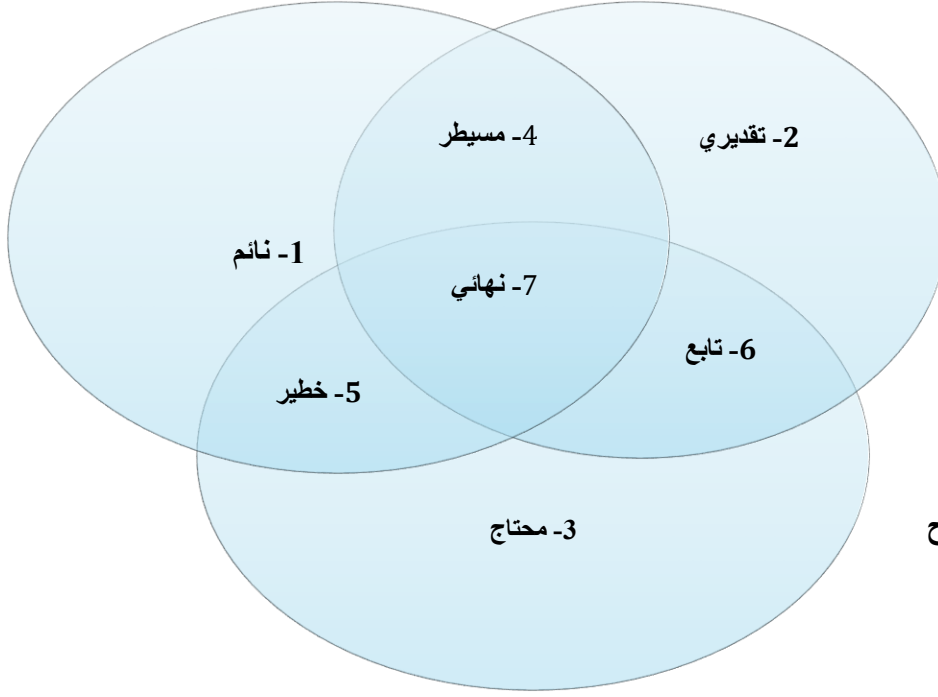 4- مسيطر
2- تقديري
1- نائم
7- نهائي
6- تابع
5- خطير
3- محتاج